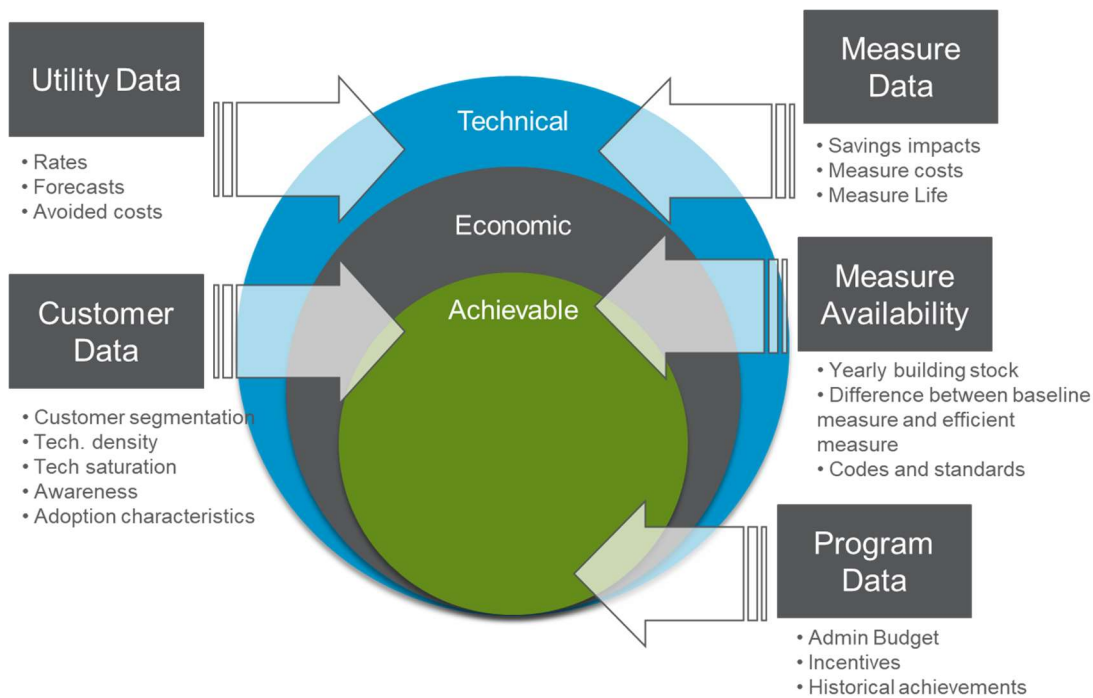 Utility Data
• Rates
• Forecasts
• Avoided costs
Customer
Data
• Customer segmentation
• Tech. density
• Tech saturation
• Awareness
• Adoption characteristics
Technical
Economic
Achievable
Measure
Data
• Savings impacts
• Measure costs
• Measure Life
Measure
Availability
• Yearly building stock
• Difference between baseline
measure and efficient
measure
• Codes and standards
Program
Data
• Admin Budget
• Incentives
• Historical achievements